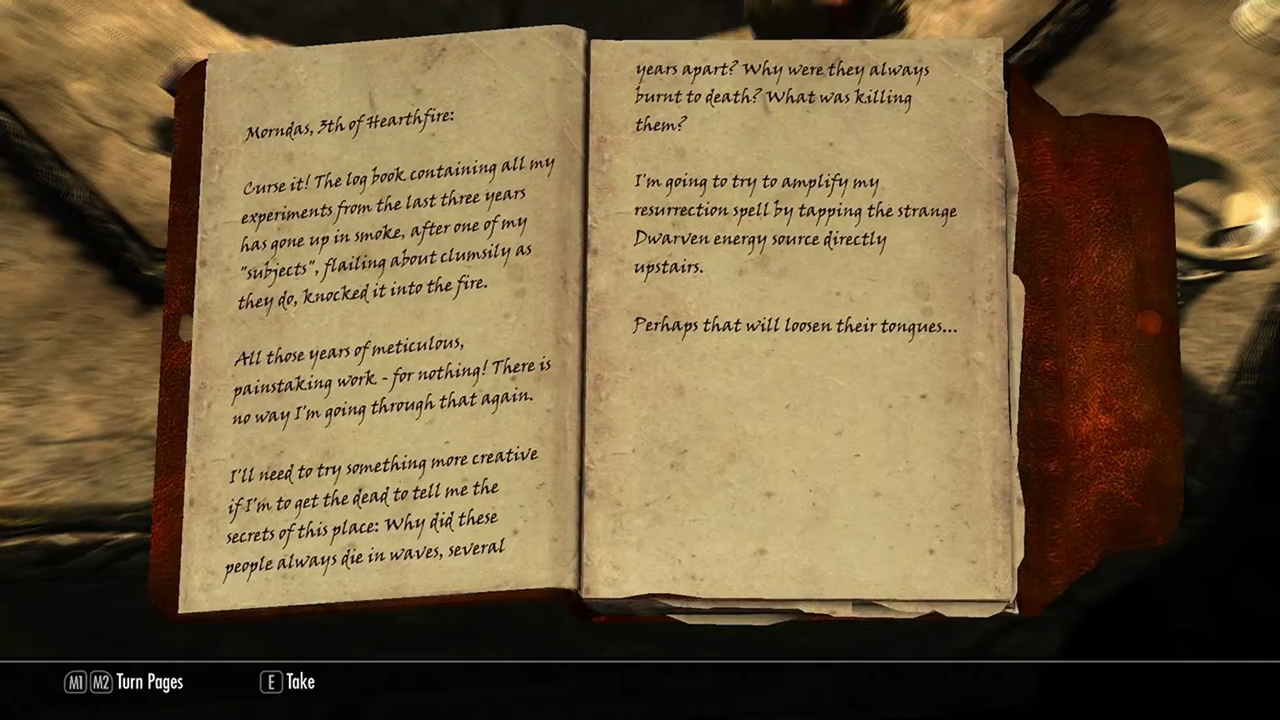 Morndas, 3th of Hearthfire:
Curse it! The log book containing all my
experiments from the last three years
has gone up in smoke, after one of my
"subjects", flailing about clumsily as
they do, knocked it into the fire.
All those years of meticulous,
painstaking work - for nothing! There is
no way I'm going through that again.
I'll need to try something more creative
if I'm to get the dead to tell me the
secrets of this place: Why did these
people always die in waves, several
years apart? Why were they always
burnt to death? What was killing
them?
I'm going to try to amplify my
resurrection spell by tapping the strange
Dwarven energy source directly
upstairs.
Perhaps that will loosen their tongues...
M1 M2 Turn Pages
E Take